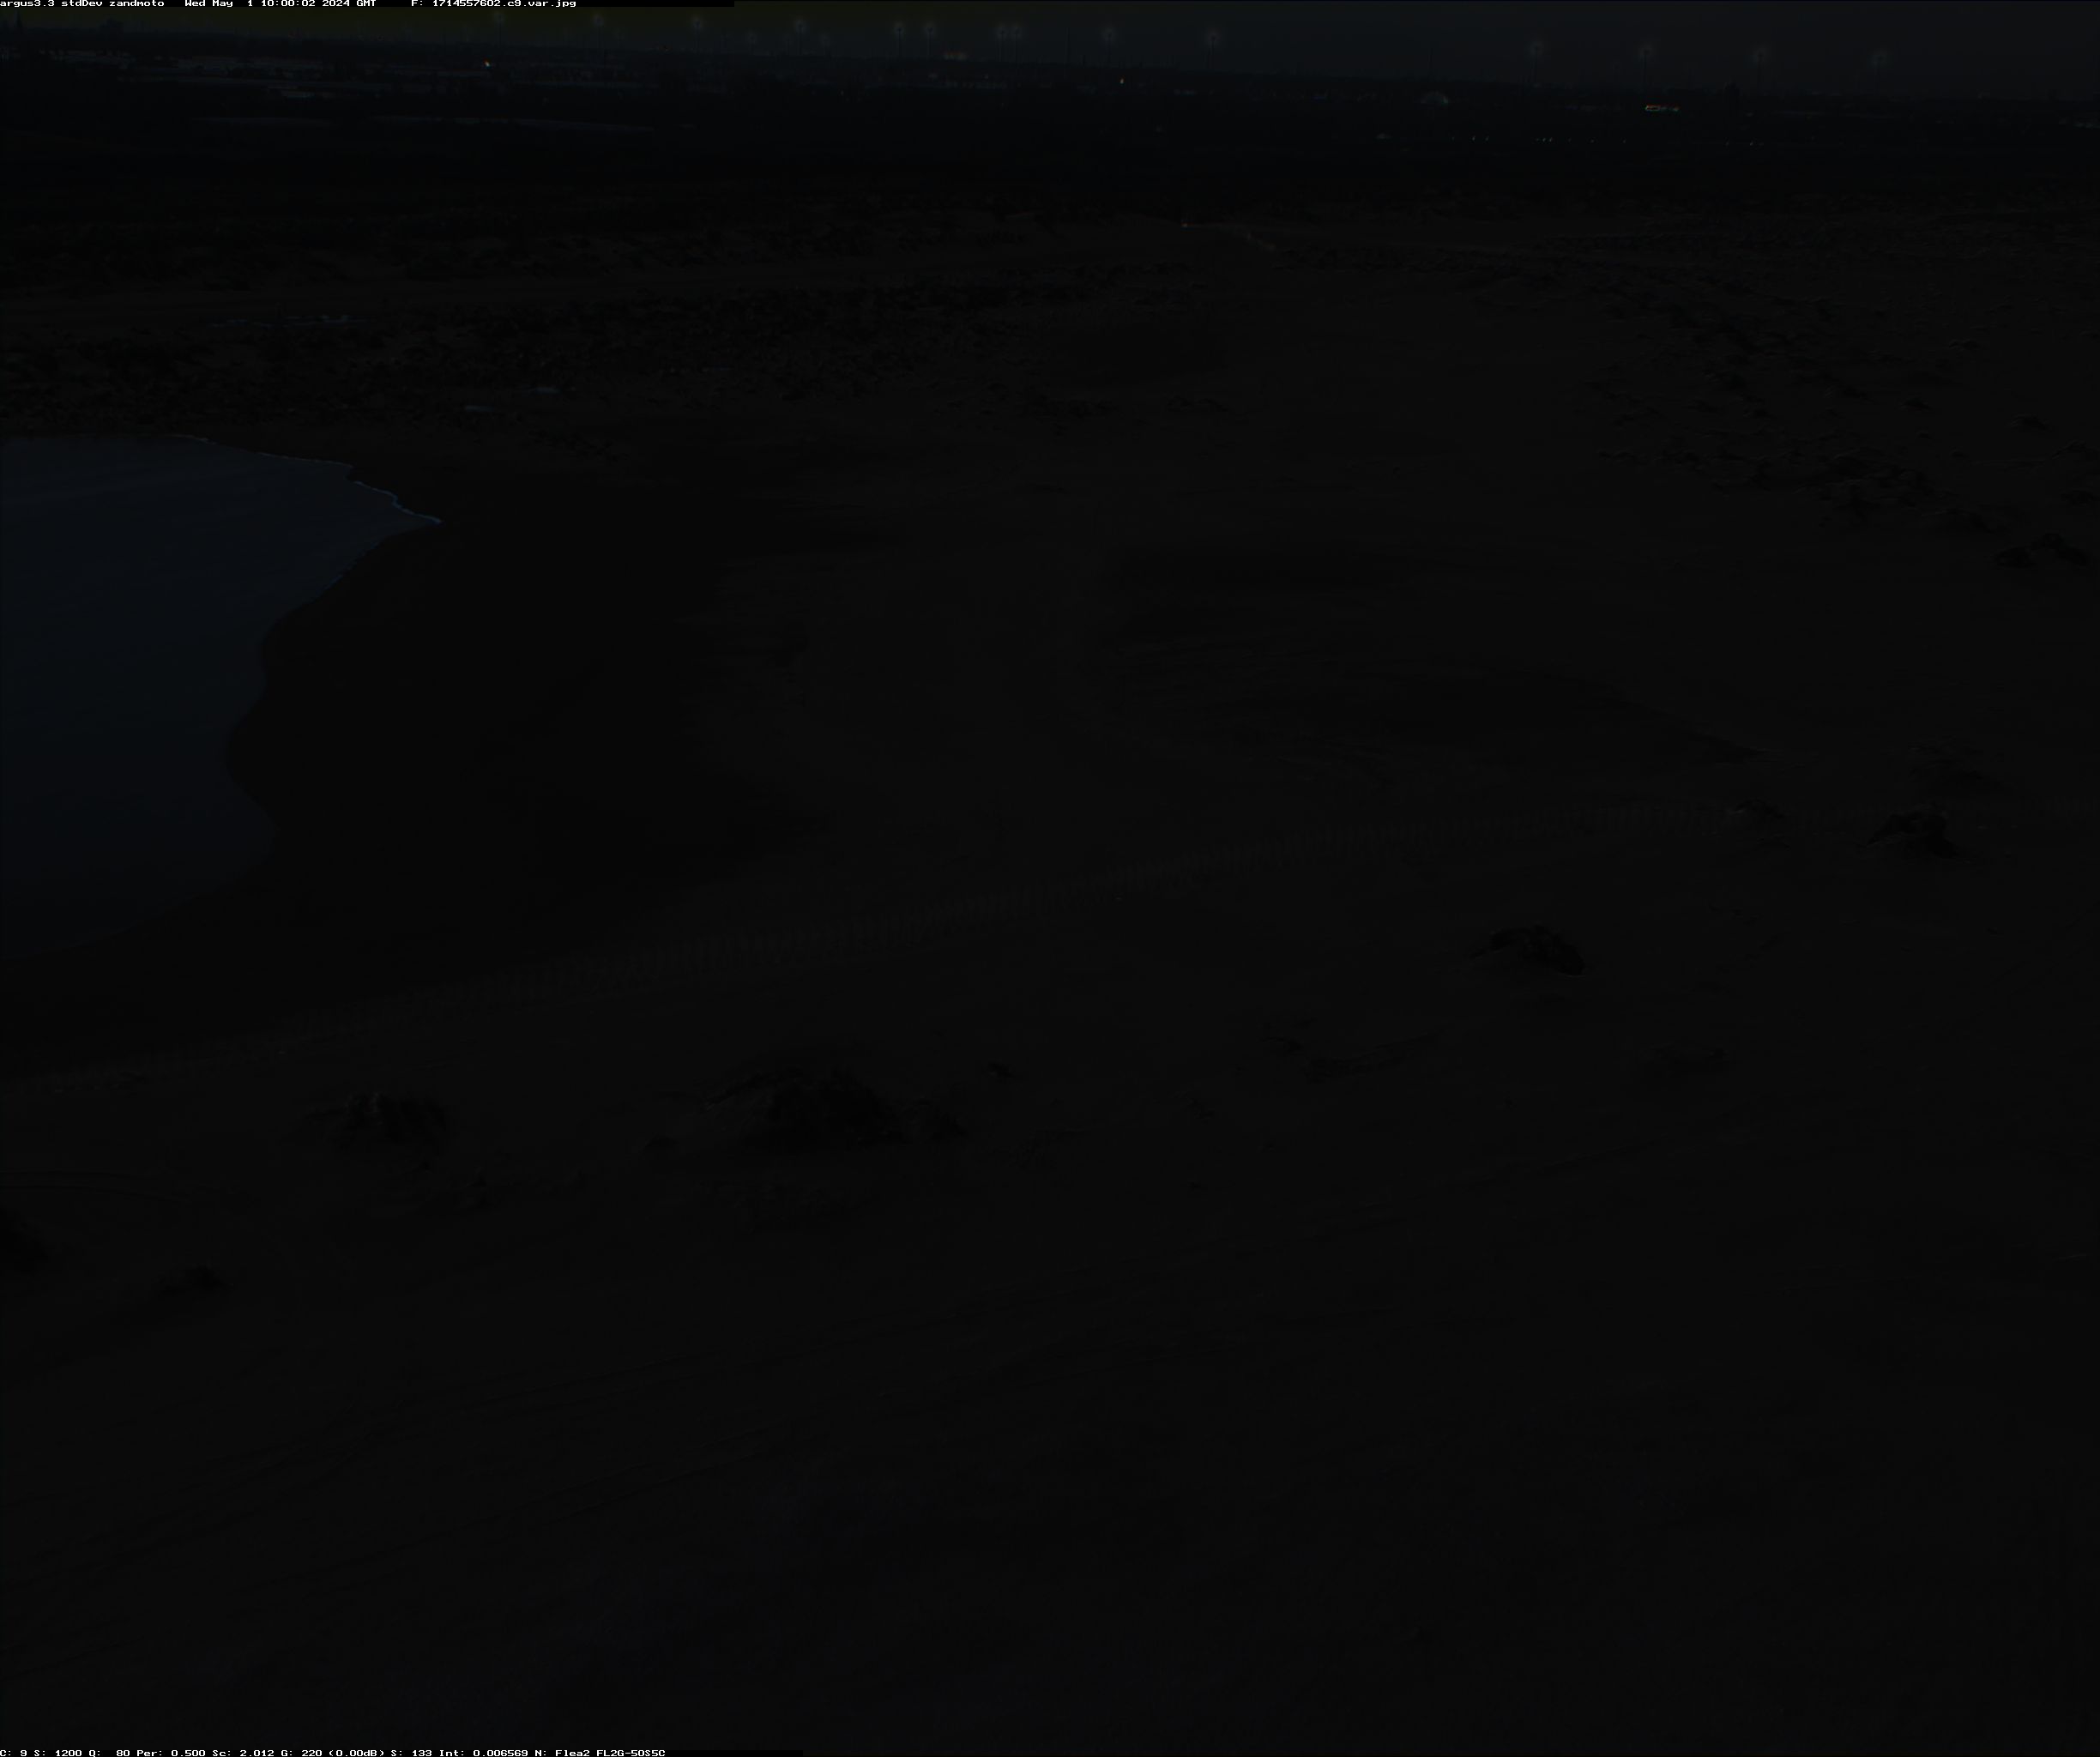 argus3.3 stdDev zandmoto Wed May 1 10:00:02 2024 GMT F: 1714557602.c9.var.jpg
C: 9 S: 1200 Q: 80 Per: 0.500 Sc: 2.012 G: 220 (0.00dB) S: 133 Int: 0.006569 N: Flea2 FL2G-50S5C